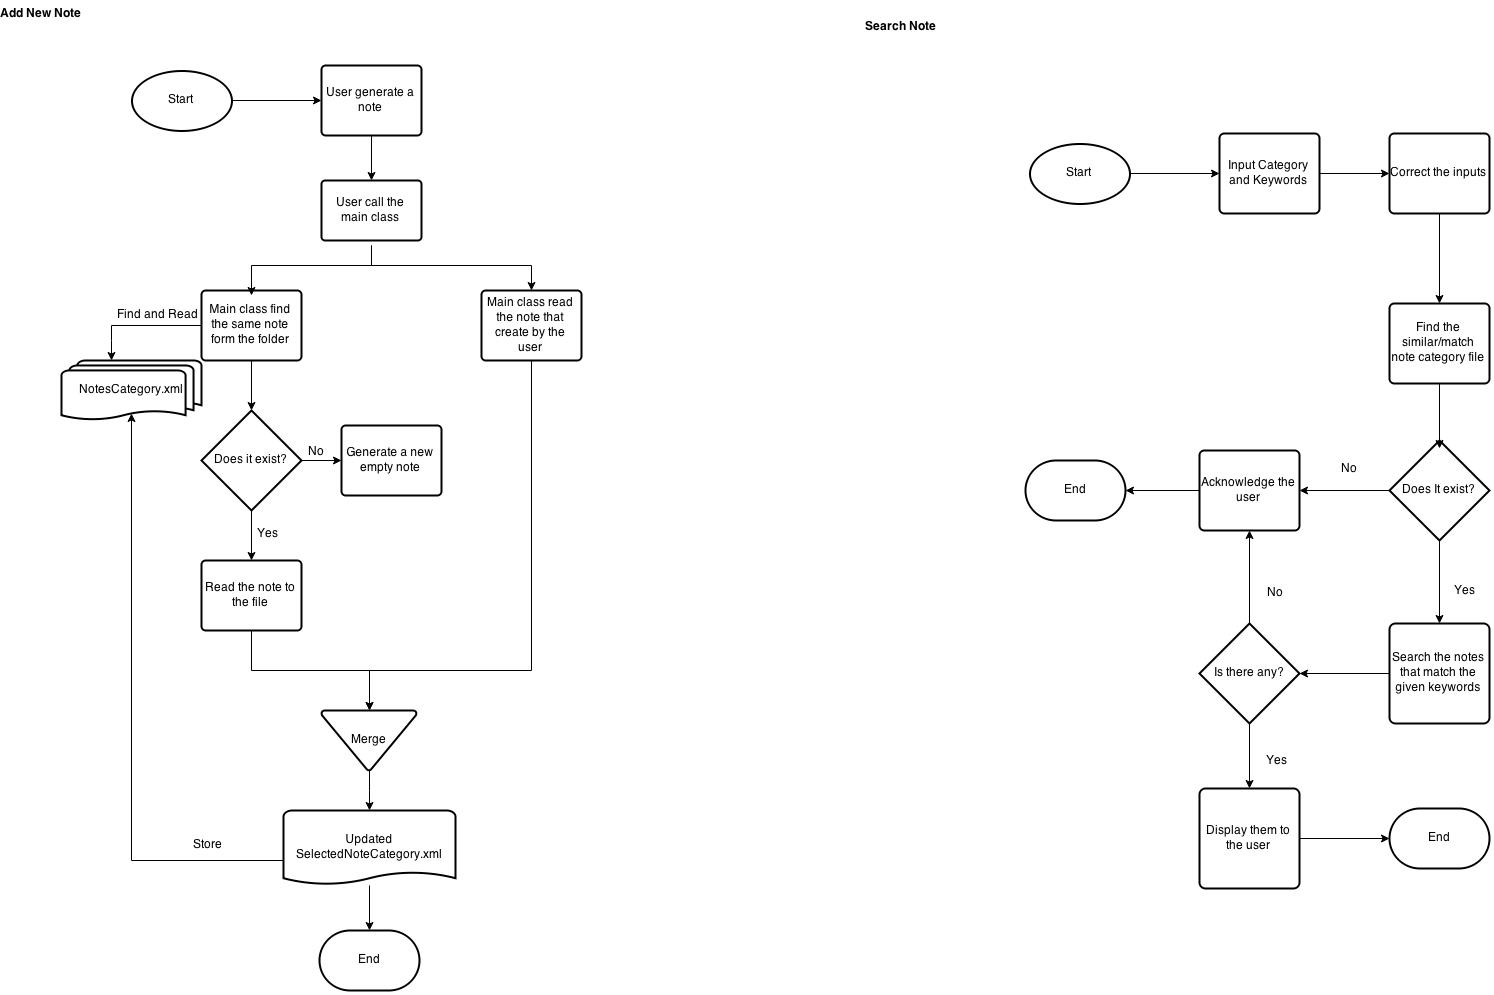 Add New Note
Start
User generate a
note
User call the
main class
Main class find
the same note
form the folder
Main class read
the note that
create by the
user
Find and Read
NotesCategory.xml
Does it exist?
No
Generate a new
empty note
Yes
Read the note to
the file
Merge
Updated
SelectedNoteCategory.xml
Store
End
Search Note
Start
Input Category
and Keywords
Correct the inputs
Find the
similar/match
note category file
Does It exist?
No
Acknowledge the
user
End
Yes
Search the notes
that match the
given keywords
Is there any?
No
Yes
Display them to
the user
End